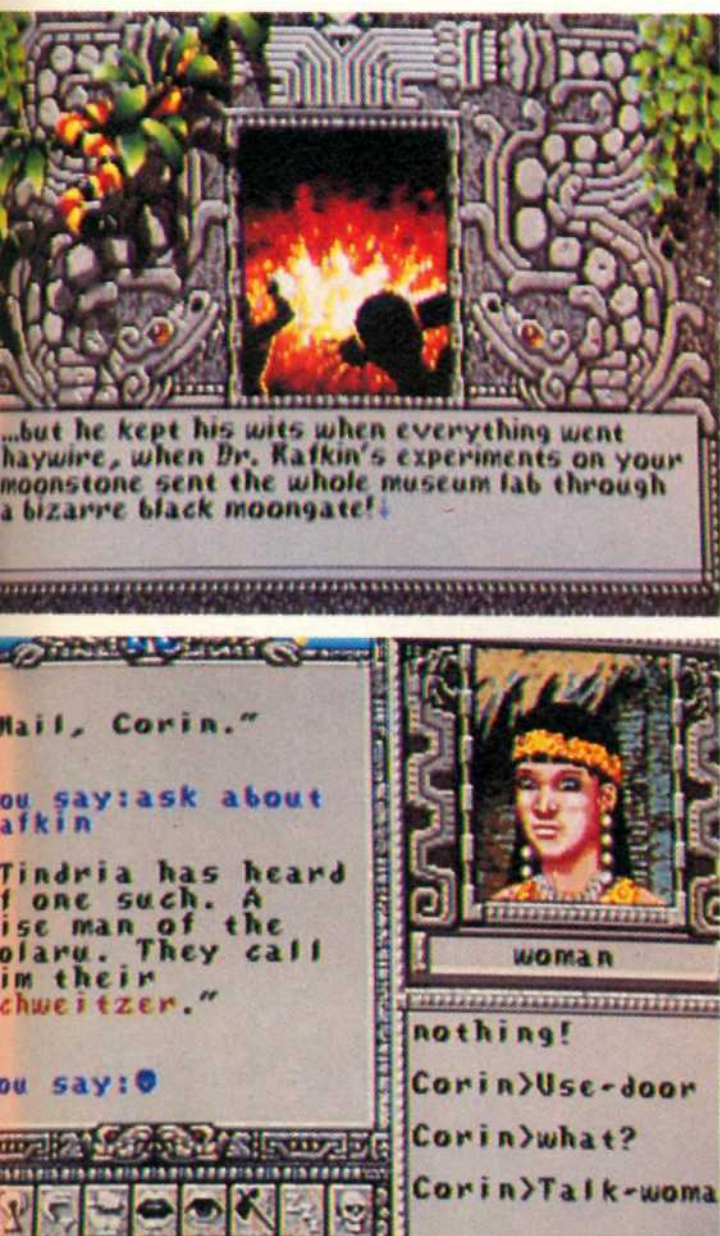 ...but he kept his wits when everything went
haywire, when Dr. Rafkin's experiments on your
moonstone sent the whole museum lab through
a bizarre black moongate!
Hail, Corin."
ou say:ask about
afkin
Tindria has heard
f one such. A
ise man of the
olaru. They call
im their
chweitzer."
ou say:
woman
nothing!
Corin>Use-door
Corin>what?
Corin>Talk-woma